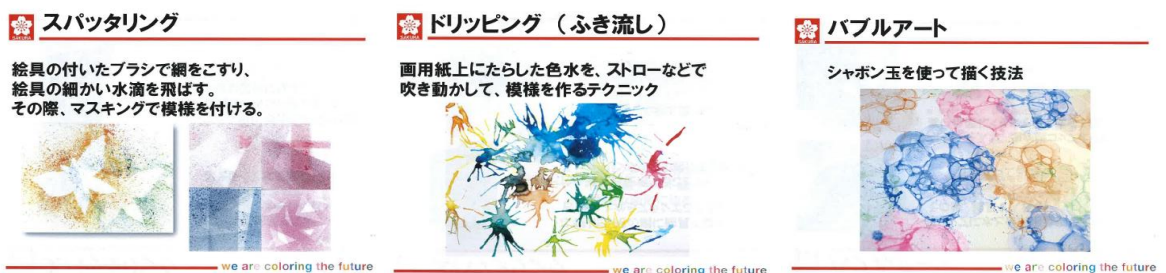 SAKURA
スパッタリング
絵具の付いたブラシで網をこすり、
絵具の細かい水滴を飛ばす。
その際、マスキングで模様を付ける。
we are coloring the future
SAKURA
ドリッピング（ふき流し）
画用紙上にたらした色水を、ストローなどで
吹き動かして、模様を作るテクニック
we are coloring the future
SAKURA
バブルアート
シャボン玉を使って描く技法
we are coloring the future